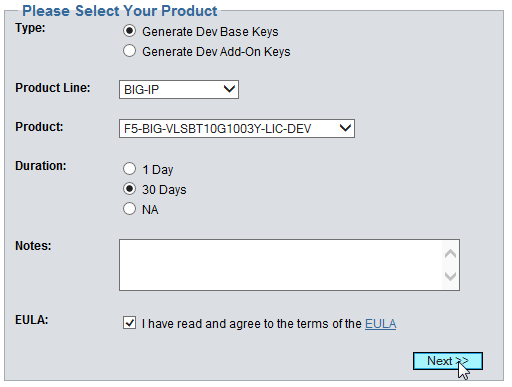 Please Select Your Product
Type: Generate Dev Base Keys
Generate Dev Add-On Keys
Product Line: BIG-IP
Product: F5-BIG-VLSBT10G1003Y-LIC-DEV
Duration: 1 Day
30 Days
NA
Notes:
EULA: I have read and agree to the terms of the EULA
Next >>